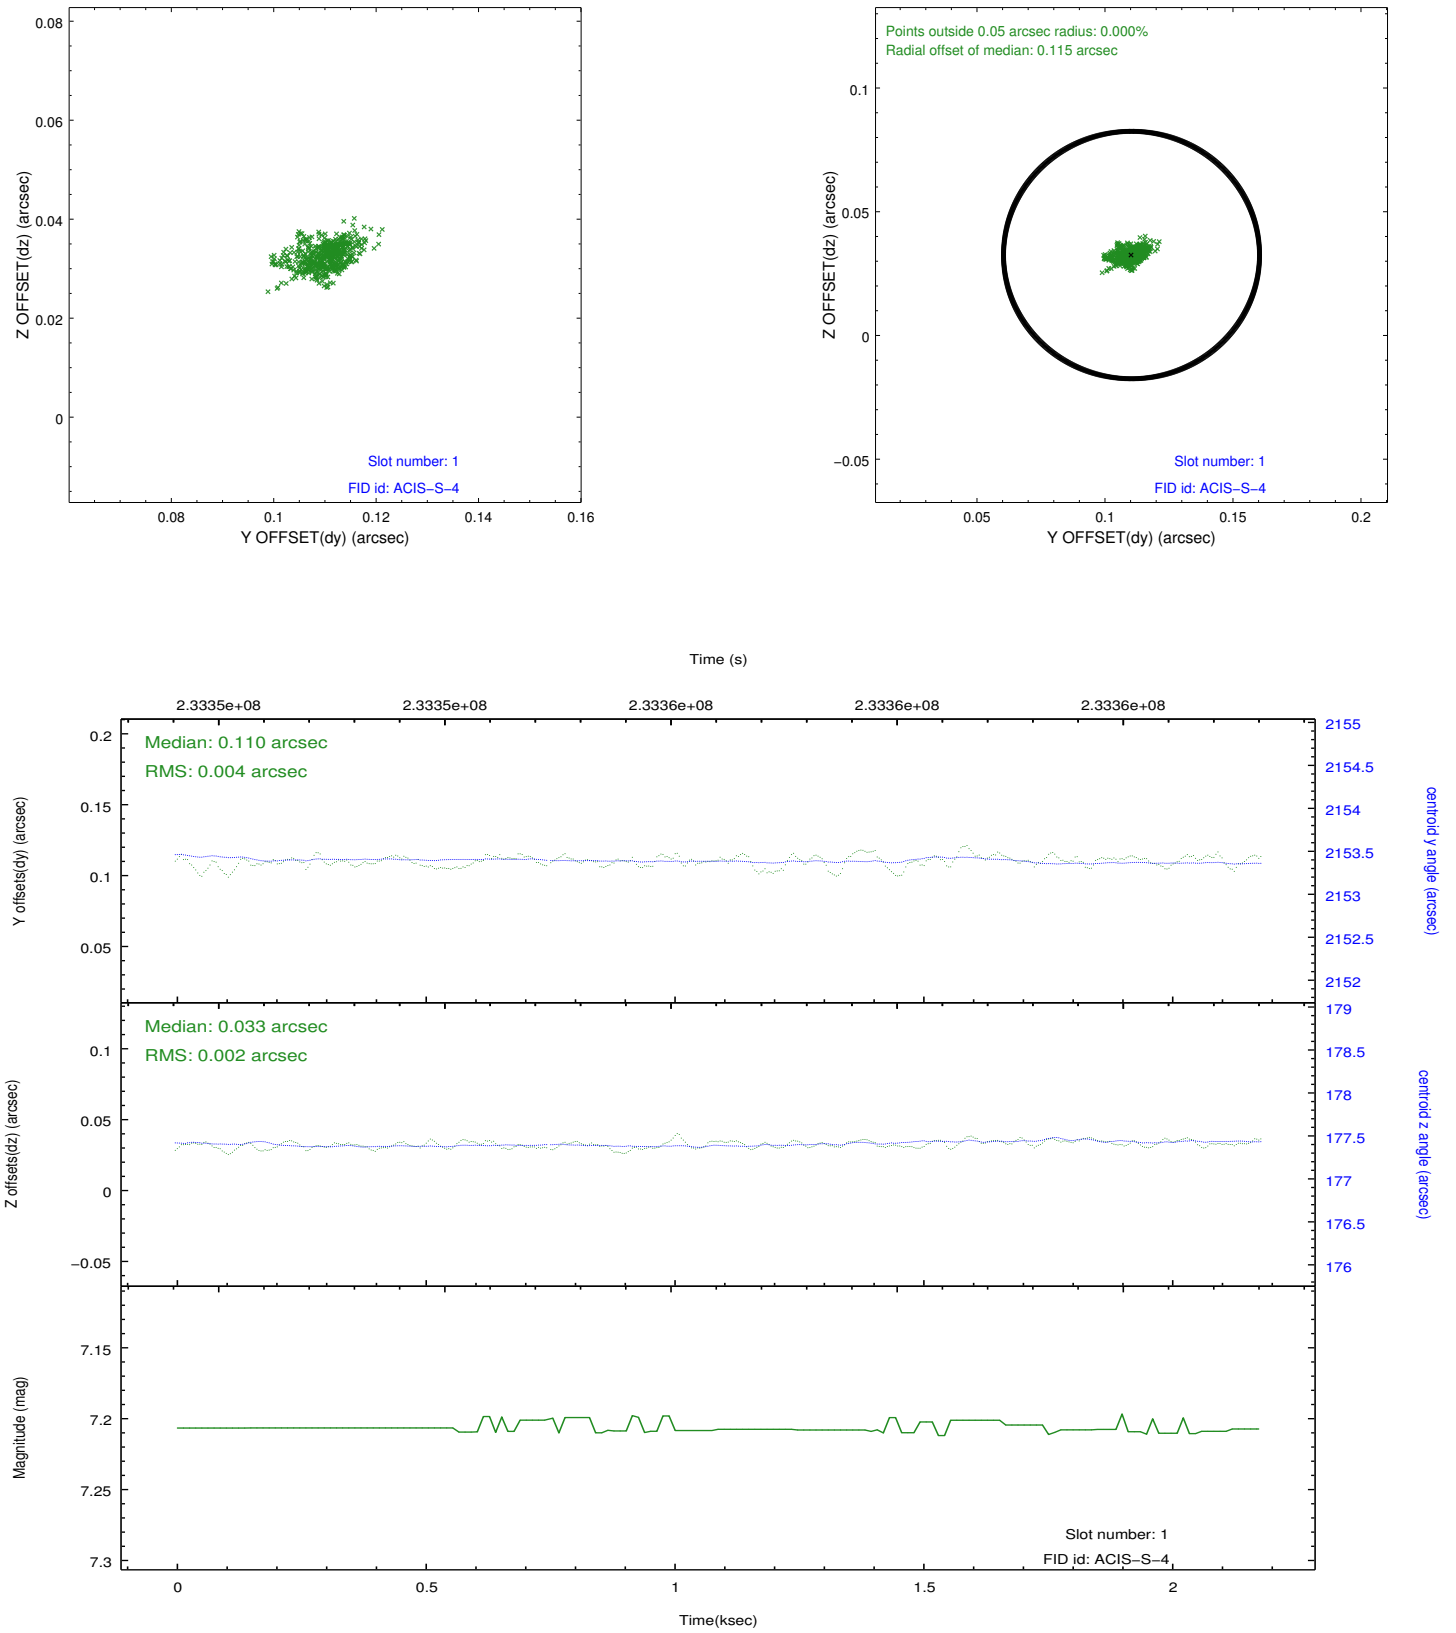 0.08
0.06
0.04
0.02
0
Z OFFSET(dz) (arcsec)
Slot number: 1
FID id: ACIS−S−4
0.08 0.1 0.12 0.14 0.16
Y OFFSET(dy) (arcsec)
Points outside 0.05 arcsec radius: 0.000%
Radial offset of median: 0.115 arcsec
0.1
0.05
0
−0.05
Z OFFSET(dz) (arcsec)
Slot number: 1
FID id: ACIS−S−4
0.05 0.1 0.15 0.2
Y OFFSET(dy) (arcsec)
Time (s)
2.3335e+08 2.3335e+08 2.3336e+08 2.3336e+08 2.3336e+08
Median: 0.110 arcsec
RMS: 0.004 arcsec
0.2
0.15
0.1
0.05
Y offsets(dy) (arcsec)
2155
2154.5
2154
2153.5
2153
2152.5
2152
centroid y angle (arcsec)
Median: 0.033 arcsec
RMS: 0.002 arcsec
0.1
0.05
0
−0.05
Z offsets(dz) (arcsec)
179
178.5
178
177.5
177
176.5
176
centroid z angle (arcsec)
7.15
7.2
7.25
7.3
Magnitude (mag)
Slot number: 1
FID id: ACIS−S−4
0 0.5 1 1.5 2
Time(ksec)